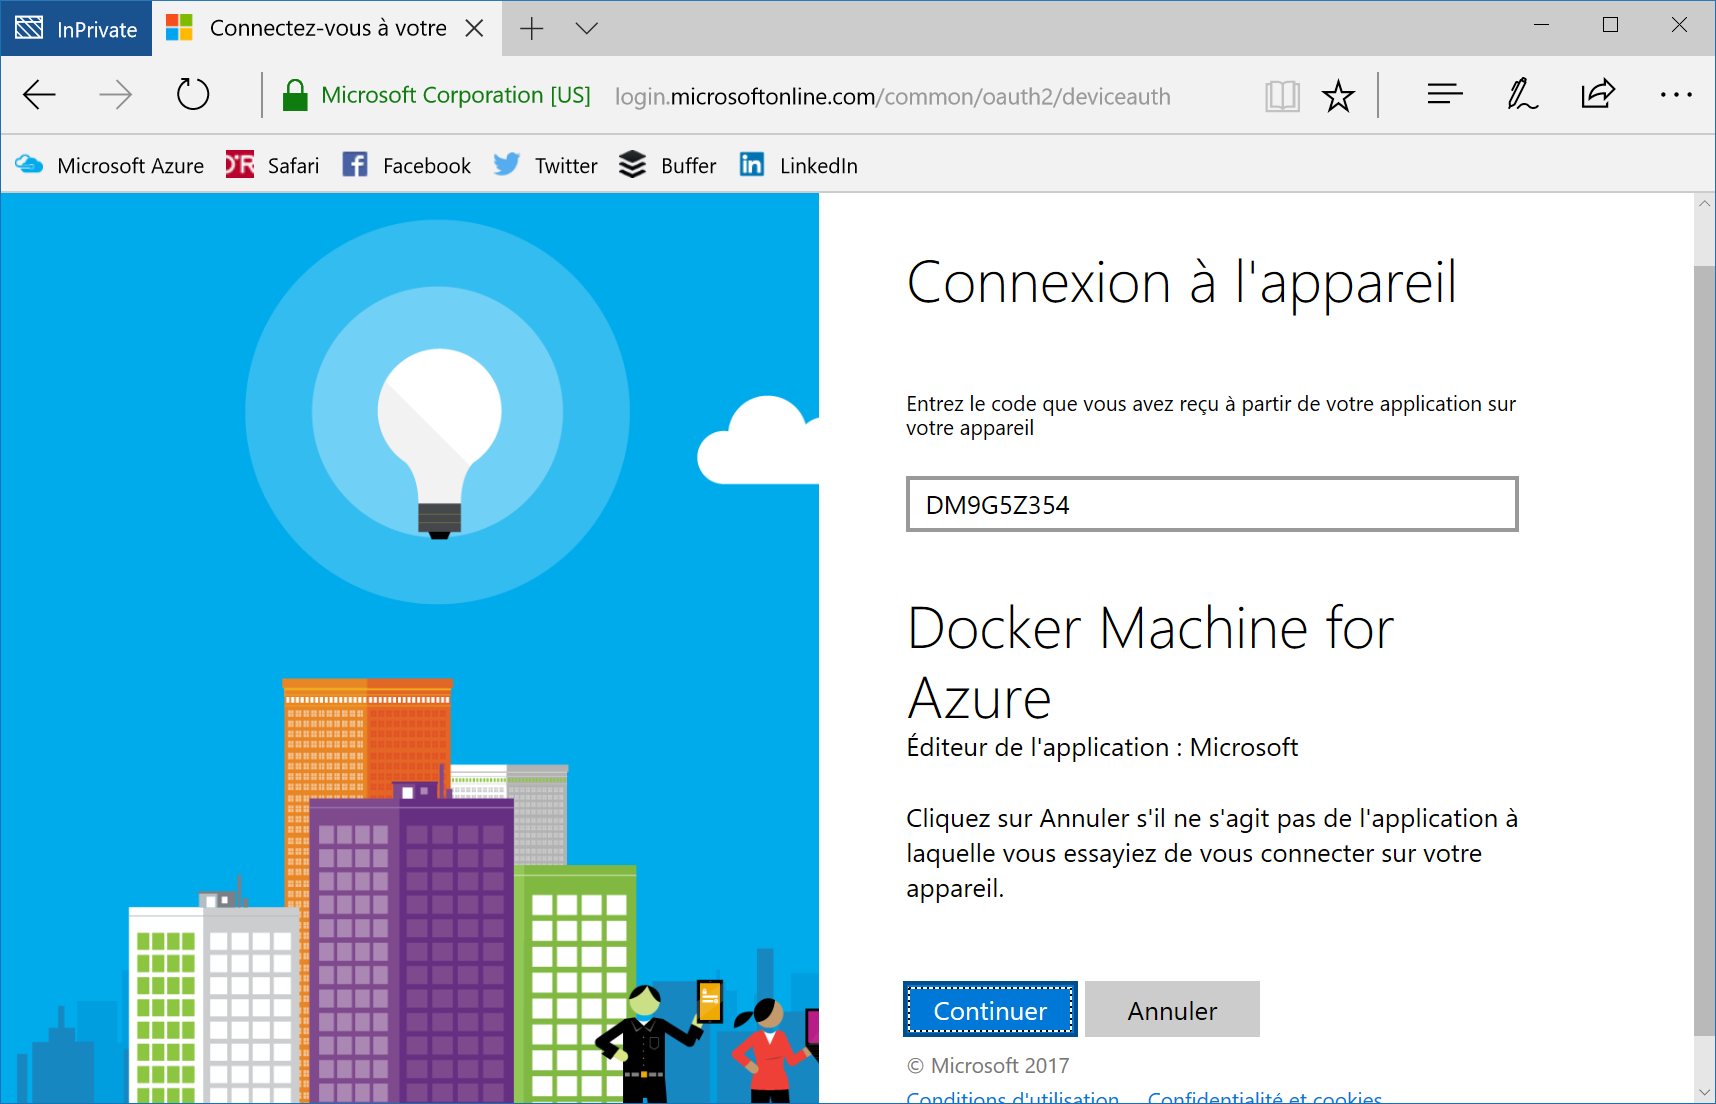 InPrivate
Connectez-vous à votre
Microsoft Corporation [US]
login.microsoftonline.com/common/oauth2/deviceauth
Microsoft Azure
O'R
Safari
Facebook
Twitter
Buffer
LinkedIn
Connexion à l'appareil
Entrez le code que vous avez reçu à partir de votre application sur
votre appareil
DM9G5Z354
Docker Machine for
Azure
Éditeur de l'application : Microsoft
Cliquez sur Annuler s'il ne s'agit pas de l'application à
laquelle vous essayiez de vous connecter sur votre
appareil.
Continuer
Annuler
© Microsoft 2017
Conditions d'utilisation
Confidentialité et cookies